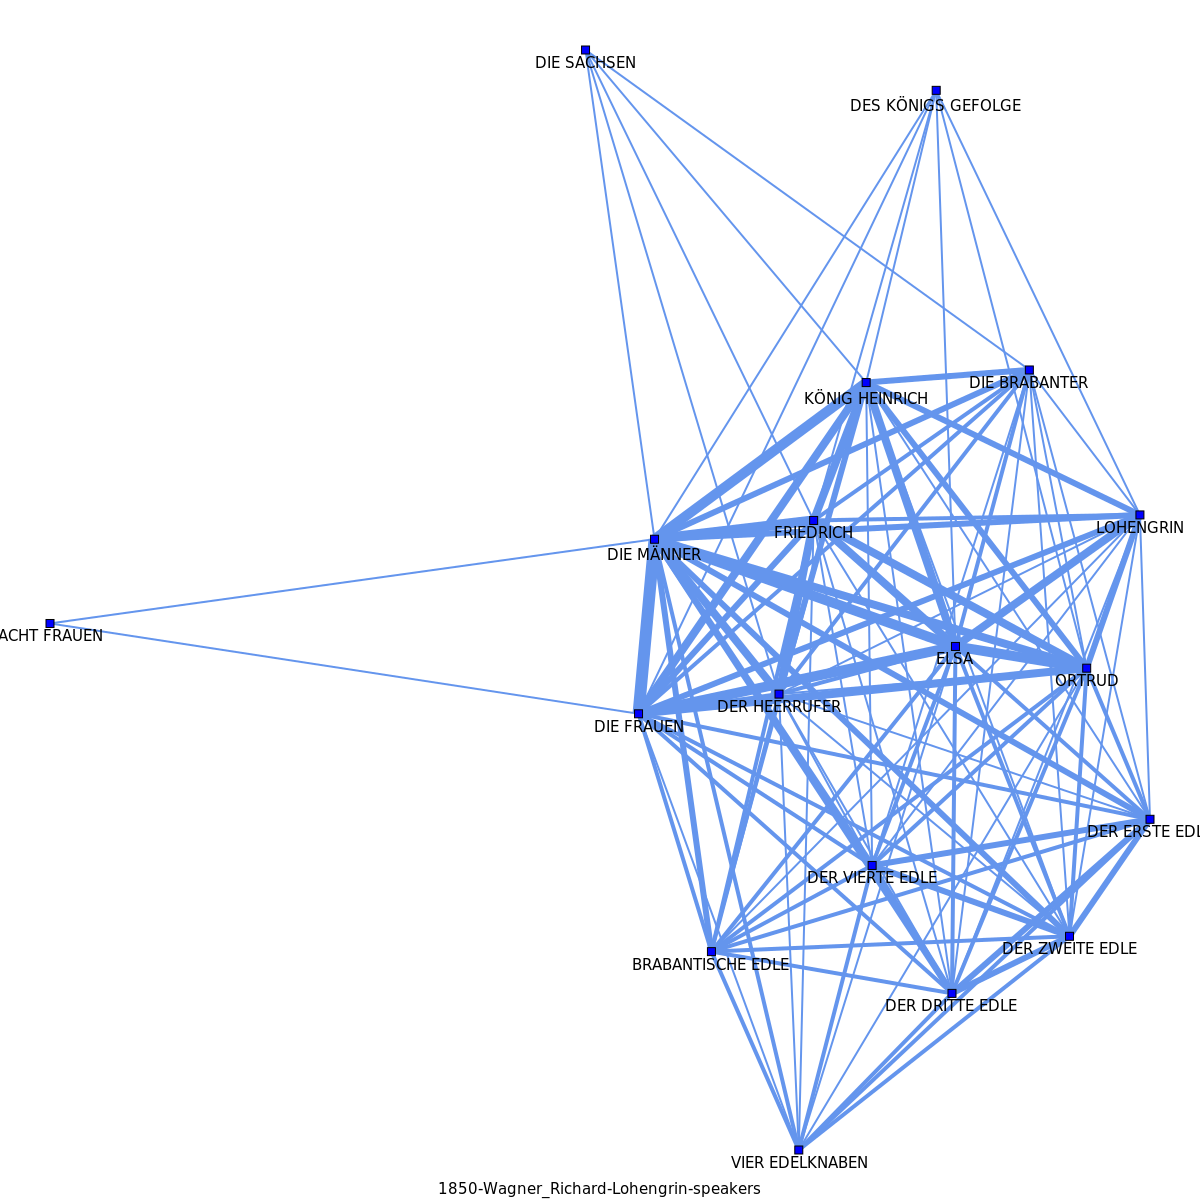 DIE SACHSEN
DES KÖNIGS GEFOLGE
DIE BRABANTER
KÖNIG HEINRICH
LOHENGRIN
FRIEDRICH
DIE MÄNNER
ACHT FRAUEN
ELSA
ORTRUD
DER HEERRUFER
DIE FRAUEN
DER ERSTE EDL
DER VIERTE EDLE
DER ZWEITE EDLE
BRABANTISCHE EDLE
DER DRITTE EDLE
VIER EDELKNABEN
1850-Wagner_Richard-Lohengrin-speakers